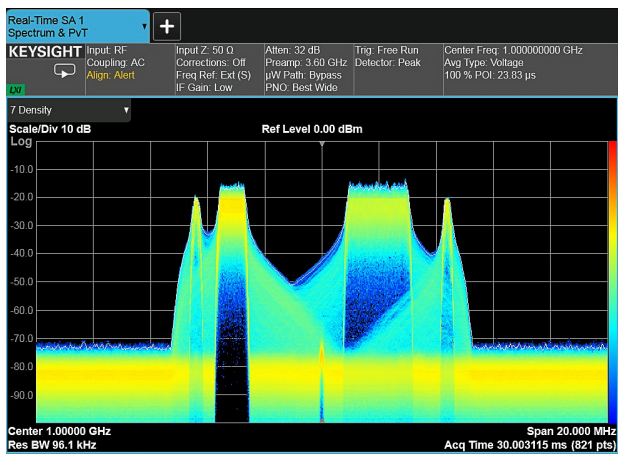 Real-Time SA 1
Spectrum & PvT
KEYSIGHT
LXI
Input: RF
Coupling: AC
Align: Alert
Input Z: 50 Ω
Corrections: Off
Freq Ref: Ext (S)
IF Gain: Low
Atten: 32 dB
Preamp: 3.60 GHz
µW Path: Bypass
PNO: Best Wide
Trig: Free Run
Detector: Peak
Center Freq: 1.000000000 GHz
Avg Type: Voltage
100 % POI: 23.83 µs
7 Density
Scale/Div 10 dB
Ref Level 0.00 dBm
Log
-10.0
-20.0
-30.0
-40.0
-50.0
-60.0
-70.0
-80.0
-90.0
Center 1.00000 GHz
Span 20.000 MHz
Res BW 96.1 kHz
Acq Time 30.003115 ms (821 pts)